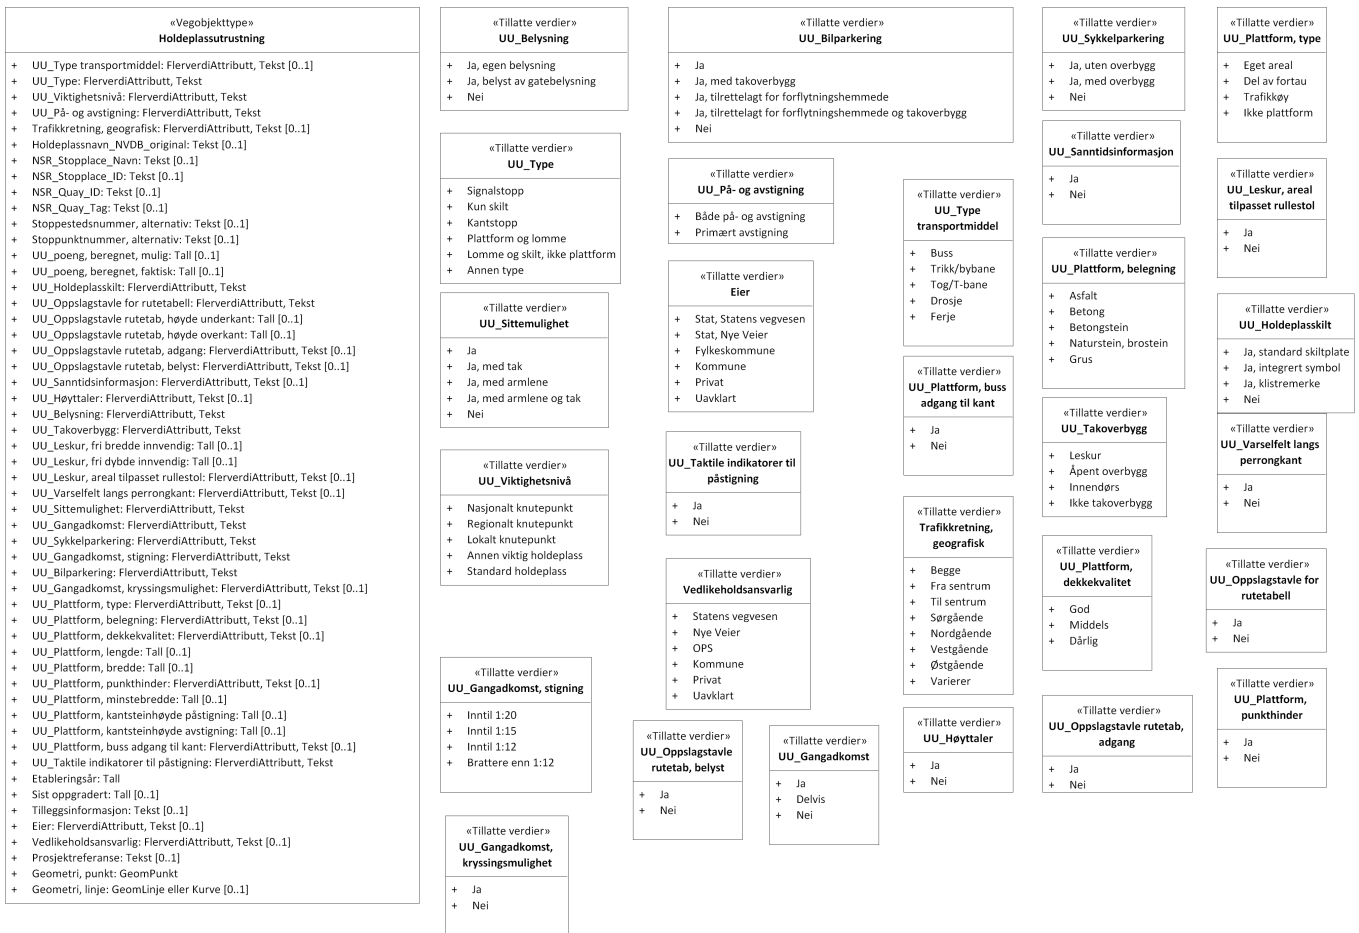 «Vegobjekttype»
Holdeplassutrustning
+ UU_Type transportmiddel: FlerverdiAttributt, Tekst [0..1]
+ UU_Type: FlerverdiAttributt, Tekst
+ UU_Viktighetsnivå: FlerverdiAttributt, Tekst
+ UU_På- og avstigning: FlerverdiAttributt, Tekst
+ Trafikkretning, geografisk: FlerverdiAttributt, Tekst [0..1]
+ Holdeplassnavn_NVDB_original: Tekst [0..1]
+ NSR_Stopplace_Navn: Tekst [0..1]
+ NSR_Stopplace_ID: Tekst [0..1]
+ NSR_Quay_ID: Tekst [0..1]
+ NSR_Quay_Tag: Tekst [0..1]
+ Stoppestedsnummer, alternativ: Tekst [0..1]
+ Stoppunktnummer, alternativ: Tekst [0..1]
+ UU_poeng, beregnet, mulig: Tall [0..1]
+ UU_poeng, beregnet, faktisk: Tall [0..1]
+ UU_Holdeplasskilt: FlerverdiAttributt, Tekst
+ UU_Oppslagstavle for rutetabell: FlerverdiAttributt, Tekst
+ UU_Oppslagstavle rutetab, høyde underkant: Tall [0..1]
+ UU_Oppslagstavle rutetab, høyde overkant: Tall [0..1]
+ UU_Oppslagstavle rutetab, adgang: FlerverdiAttributt, Tekst [0..1]
+ UU_Oppslagstavle rutetab, belyst: FlerverdiAttributt, Tekst [0..1]
+ UU_Sanntidsinformasjon: FlerverdiAttributt, Tekst [0..1]
+ UU_Høyttaler: FlerverdiAttributt, Tekst [0..1]
+ UU_Belysning: FlerverdiAttributt, Tekst
+ UU_Takoverbygg: FlerverdiAttributt, Tekst
+ UU_Leskur, fri bredde innvendig: Tall [0..1]
+ UU_Leskur, fri dybde innvendig: Tall [0..1]
+ UU_Leskur, areal tilpasset rullestol: FlerverdiAttributt, Tekst [0..1]
+ UU_Varselfelt langs perrongkant: FlerverdiAttributt, Tekst [0..1]
+ UU_Sittemulighet: FlerverdiAttributt, Tekst
+ UU_Gangadkomst: FlerverdiAttributt, Tekst
+ UU_Sykkelparkering: FlerverdiAttributt, Tekst
+ UU_Gangadkomst, stigning: FlerverdiAttributt, Tekst
+ UU_Bilparkering: FlerverdiAttributt, Tekst
+ UU_Gangadkomst, kryssingsmulighet: FlerverdiAttributt, Tekst [0..1]
+ UU_Plattform, type: FlerverdiAttributt, Tekst [0..1]
+ UU_Plattform, belegning: FlerverdiAttributt, Tekst [0..1]
+ UU_Plattform, dekkekvalitet: FlerverdiAttributt, Tekst [0..1]
+ UU_Plattform, lengde: Tall [0..1]
+ UU_Plattform, bredde: Tall [0..1]
+ UU_Plattform, punkthinder: FlerverdiAttributt, Tekst [0..1]
+ UU_Plattform, minstebredde: Tall [0..1]
+ UU_Plattform, kantsteinhøyde påstigning: Tall [0..1]
+ UU_Plattform, kantsteinhøyde avstigning: Tall [0..1]
+ UU_Plattform, buss adgang til kant: FlerverdiAttributt, Tekst [0..1]
+ UU_Taktile indikatorer til påstigning: FlerverdiAttributt, Tekst
+ Etableringsår: Tall
+ Sist oppgradert: Tall [0..1]
+ Tilleggsinformasjon: Tekst [0..1]
+ Eier: FlerverdiAttributt, Tekst [0..1]
+ Vedlikeholdsansvarlig: FlerverdiAttributt, Tekst [0..1]
+ Prosjektreferanse: Tekst [0..1]
+ Geometri, punkt: GeomPunkt
+ Geometri, linje: GeomLinje eller Kurve [0..1]
«Tillatte verdier»
UU_Belysning
+ Ja, egen belysning
+ Ja, belyst av gatebelysning
+ Nei
«Tillatte verdier»
UU_Type
+ Signalstopp
+ Kun skilt
+ Kantstopp
+ Plattform og lomme
+ Lomme og skilt, ikke plattform
+ Annen type
«Tillatte verdier»
UU_Sittemulighet
+ Ja
+ Ja, med tak
+ Ja, med armlene
+ Ja, med armlene og tak
+ Nei
«Tillatte verdier»
UU_Viktighetsnivå
+ Nasjonalt knutepunkt
+ Regionalt knutepunkt
+ Lokalt knutepunkt
+ Annen viktig holdeplass
+ Standard holdeplass
«Tillatte verdier»
UU_Gangadkomst, stigning
+ Inntil 1:20
+ Inntil 1:15
+ Inntil 1:12
+ Brattere enn 1:12
«Tillatte verdier»
UU_Gangadkomst,
kryssingsmulighet
+ Ja
+ Nei
«Tillatte verdier»
UU_Bilparkering
+ Ja
+ Ja, med takoverbygg
+ Ja, tilrettelagt for forflytningshemmede
+ Ja, tilrettelagt for forflytningshemmede og takoverbygg
+ Nei
«Tillatte verdier»
UU_På- og avstigning
+ Både på- og avstigning
+ Primært avstigning
«Tillatte verdier»
Eier
+ Stat, Statens vegvesen
+ Stat, Nye Veier
+ Fylkeskommune
+ Kommune
+ Privat
+ Uavklart
«Tillatte verdier»
UU_Taktile indikatorer til
påstigning
+ Ja
+ Nei
«Tillatte verdier»
Vedlikeholdsansvarlig
+ Statens vegvesen
+ Nye Veier
+ OPS
+ Kommune
+ Privat
+ Uavklart
«Tillatte verdier»
UU_Oppslagstavle
rutetab, belyst
+ Ja
+ Nei
«Tillatte verdier»
UU_Gangadkomst
+ Ja
+ Delvis
+ Nei
«Tillatte verdier»
UU_Type
transportmiddel
+ Buss
+ Trikk/bybane
+ Tog/T-bane
+ Drosje
+ Ferje
«Tillatte verdier»
UU_Plattform, buss
adgang til kant
+ Ja
+ Nei
«Tillatte verdier»
Trafikkretning,
geografisk
+ Begge
+ Fra sentrum
+ Til sentrum
+ Sørgående
+ Nordgående
+ Vestgående
+ Østgående
+ Varierer
«Tillatte verdier»
UU_Høyttaler
+ Ja
+ Nei
«Tillatte verdier»
UU_Sykkelparkering
+ Ja, uten overbygg
+ Ja, med overbygg
+ Nei
«Tillatte verdier»
UU_Sanntidsinformasjon
+ Ja
+ Nei
«Tillatte verdier»
UU_Plattform, belegning
+ Asfalt
+ Betong
+ Betongstein
+ Naturstein, brostein
+ Grus
«Tillatte verdier»
UU_Takoverbygg
+ Leskur
+ Åpent overbygg
+ Innendørs
+ Ikke takoverbygg
«Tillatte verdier»
UU_Plattform,
dekkekvalitet
+ God
+ Middels
+ Dårlig
«Tillatte verdier»
UU_Oppslagstavle rutetab,
adgang
+ Ja
+ Nei
«Tillatte verdier»
UU_Plattform, type
+ Eget areal
+ Del av fortau
+ Trafikkøy
+ Ikke plattform
«Tillatte verdier»
UU_Leskur, areal
tilpasset rullestol
+ Ja
+ Nei
«Tillatte verdier»
UU_Holdeplasskilt
+ Ja, standard skiltplate
+ Ja, integrert symbol
+ Ja, klistremerke
+ Nei
«Tillatte verdier»
UU_Varselfelt langs
perrongkant
+ Ja
+ Nei
«Tillatte verdier»
UU_Oppslagstavle for
rutetabell
+ Ja
+ Nei
«Tillatte verdier»
UU_Plattform,
punkthinder
+ Ja
+ Nei